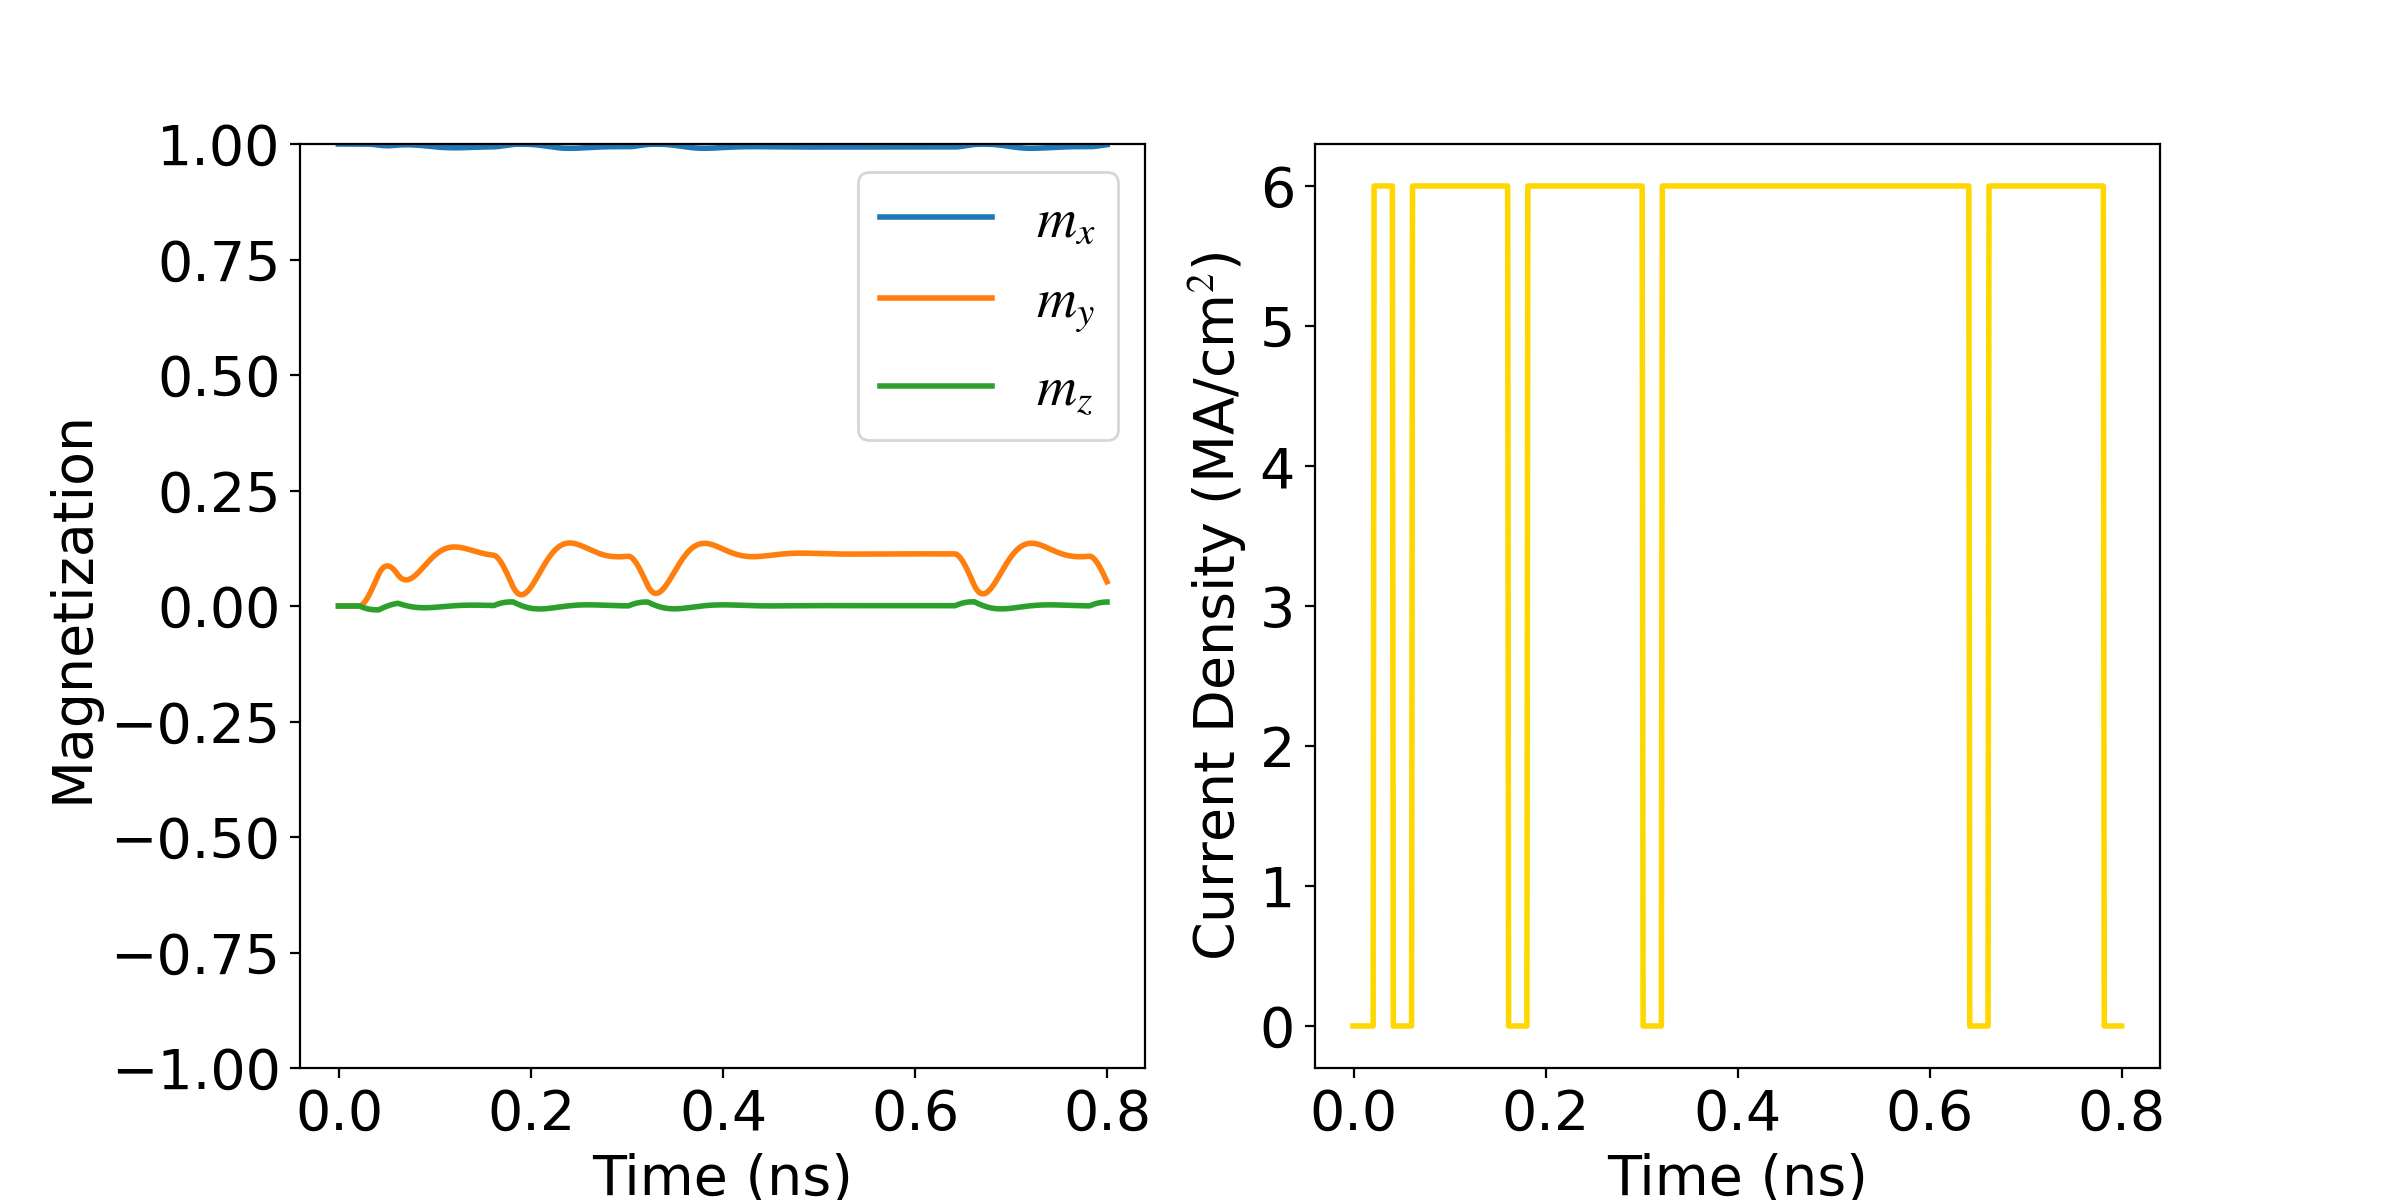 1.00
0.75
0.50
0.25
0.00
−0.25
−0.50
−0.75
−1.00
Magnetization
0.0 0.2 0.4 0.6 0.8
Time (ns)
m_x
m_y
m_z
6
5
4
3
2
1
0
Current Density (MA/cm²)
0.0 0.2 0.4 0.6 0.8
Time (ns)